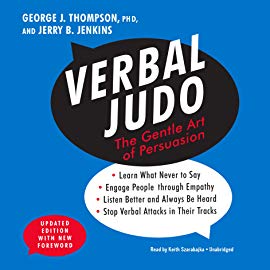 GEORGE J. THOMPSON, PHD,
AND JERRY B. JENKINS
VERBAL
JUDO
The Gentle Art
of Persuasion
• Learn What Never to Say
• Engage People through Empathy
• Listen Better and Always Be Heard
• Stop Verbal Attacks in Their Tracks
UPDATED
EDITION
WITH NEW
FOREWORD
Read by Keith Szarabajka – Unabridged